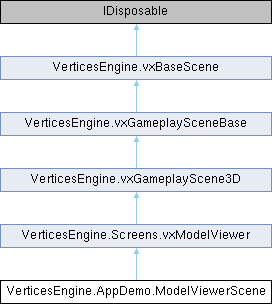 IDisposable
VerticesEngine.vxBaseScene
VerticesEngine.vxGameplaySceneBase
VerticesEngine.vxGameplayScene3D
VerticesEngine.Screens.vxModelViewer
VerticesEngine.AppDemo.ModelViewerScene